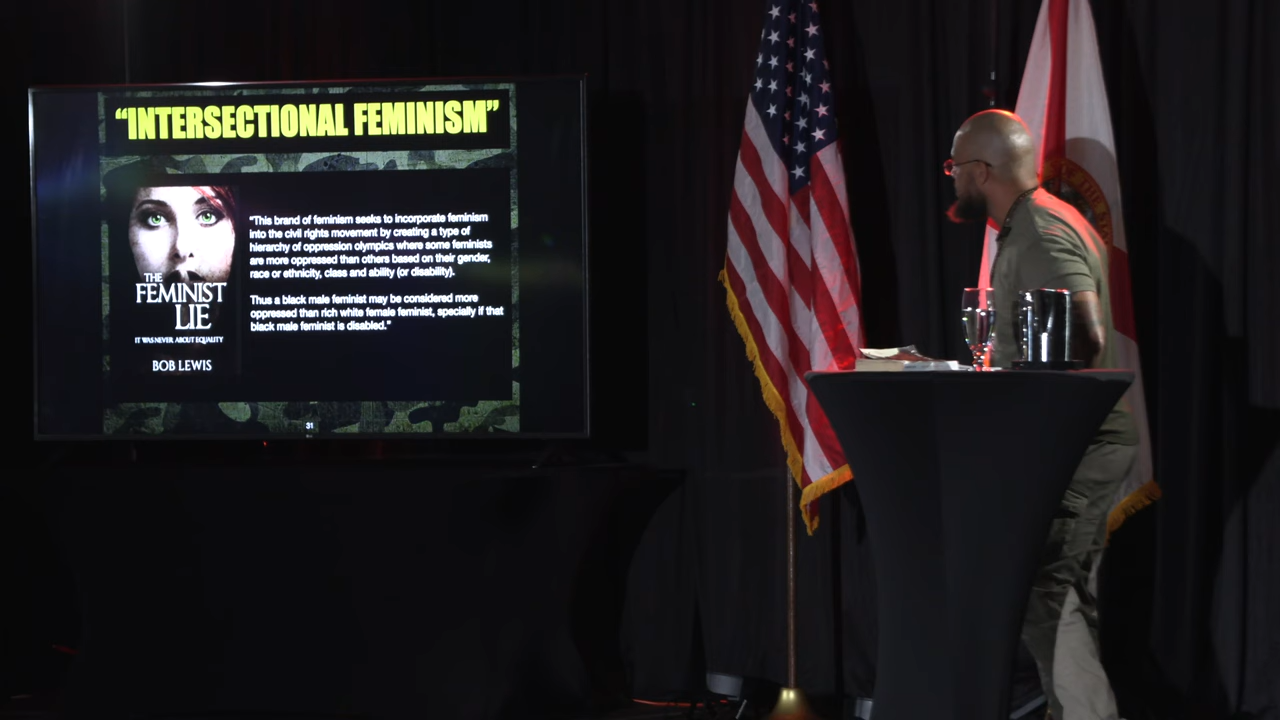 “INTERSECTIONAL FEMINISM”
“This brand of feminism seeks to incorporate feminism
into the civil rights movement by creating a type of
hierarchy of oppression olympics where some feminists
are more oppressed than others based on their gender,
race or ethnicity, class and ability (or disability).
Thus a black male feminist may be considered more
oppressed than rich white female feminist, specially if that
black male feminist is disabled.”
THE
FEMINIST
LIE
IT WAS NEVER ABOUT EQUALITY
BOB LEWIS
31